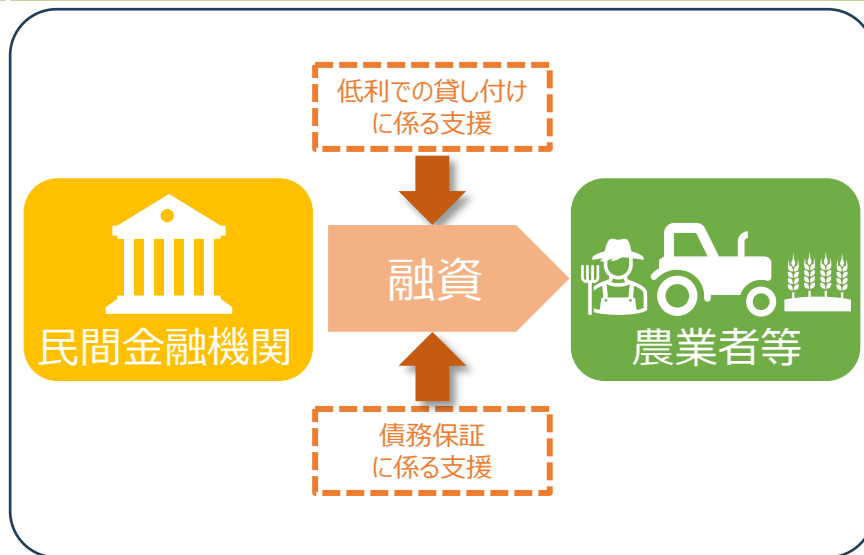 低利での貸し付け
に係る支援
民間金融機関
融資
農業者等
債務保証
に係る支援